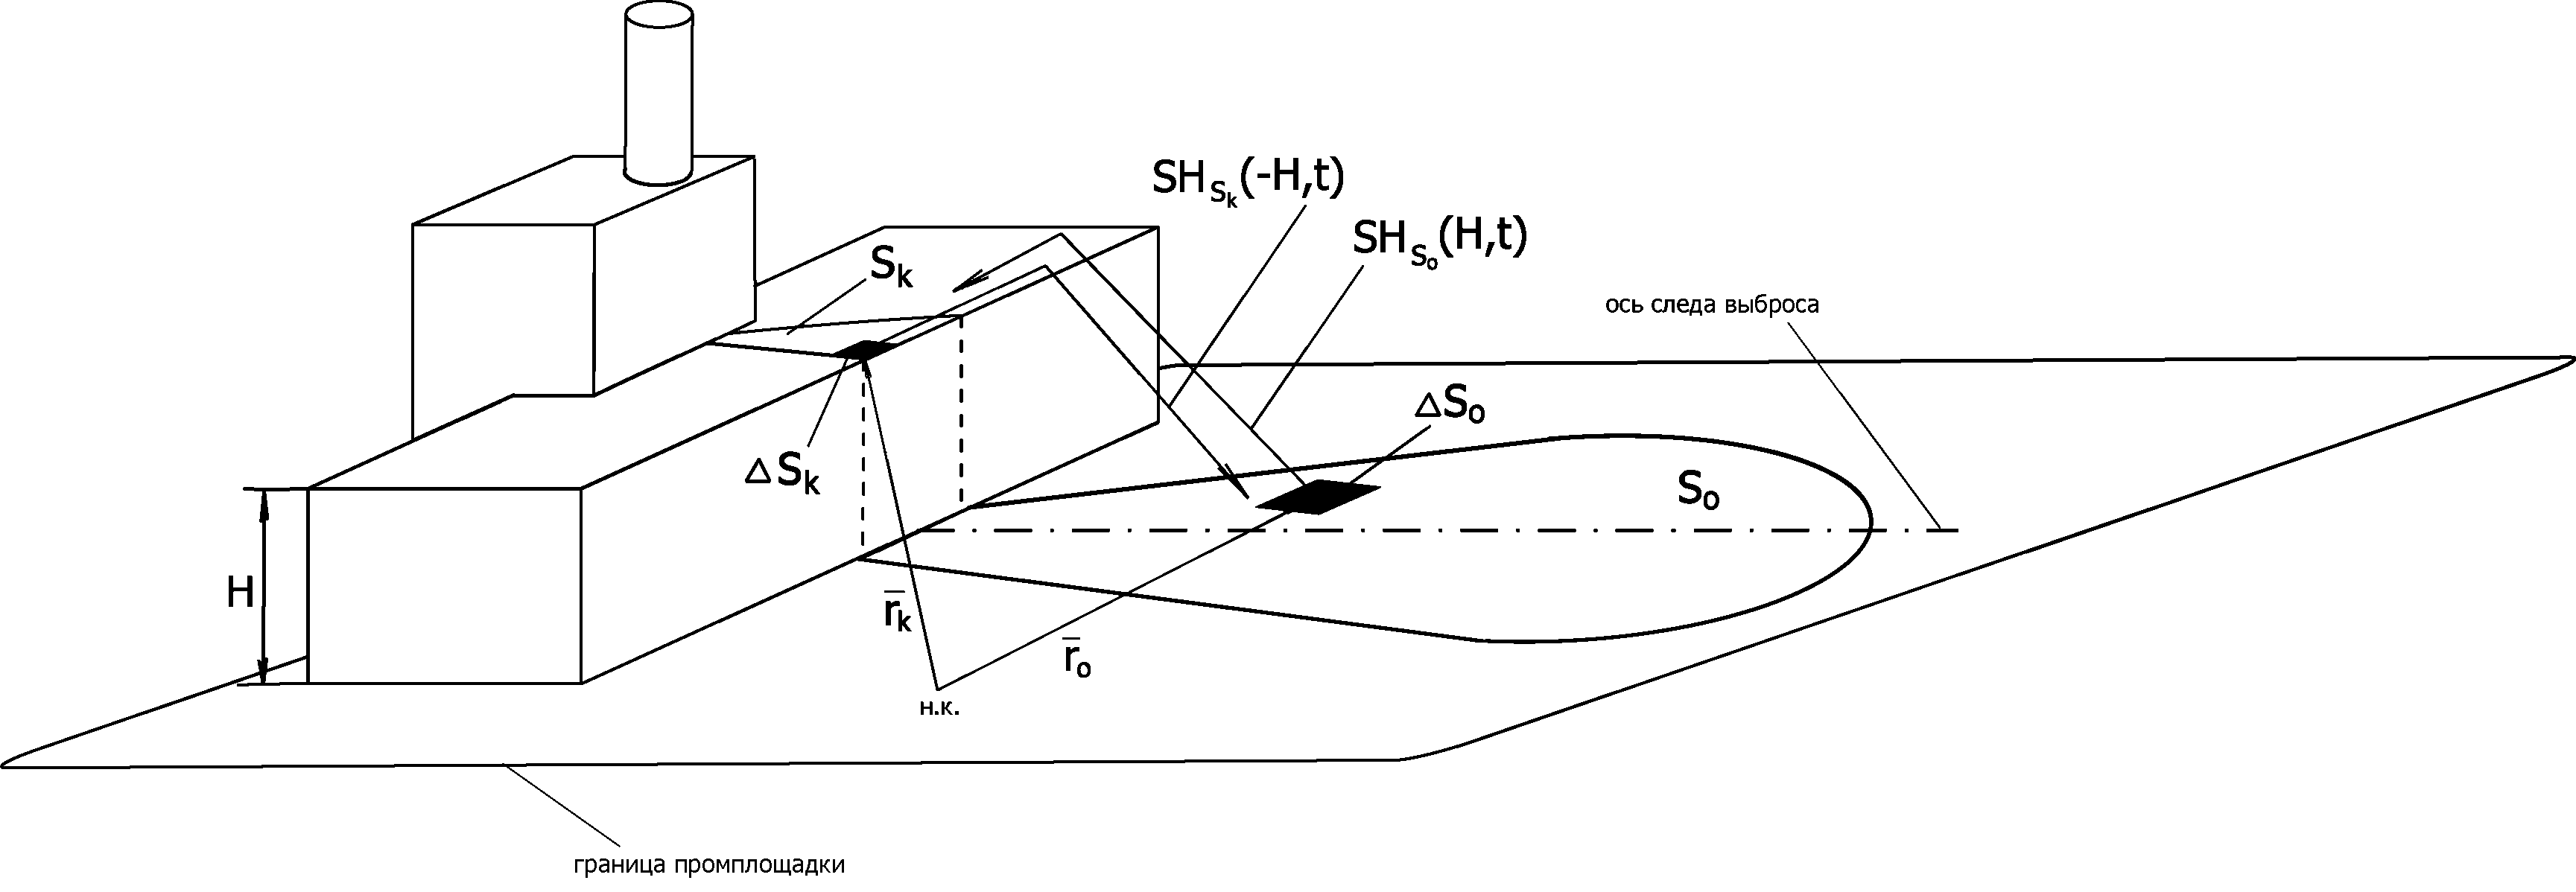 SH_{S_k}(-H,t)
SH_{S_o}(H,t)
S_k
ось следа выброса
ΔS_o
ΔS_k
S_o
H
r̅_k
r̅_o
н.к.
граница промплощадки